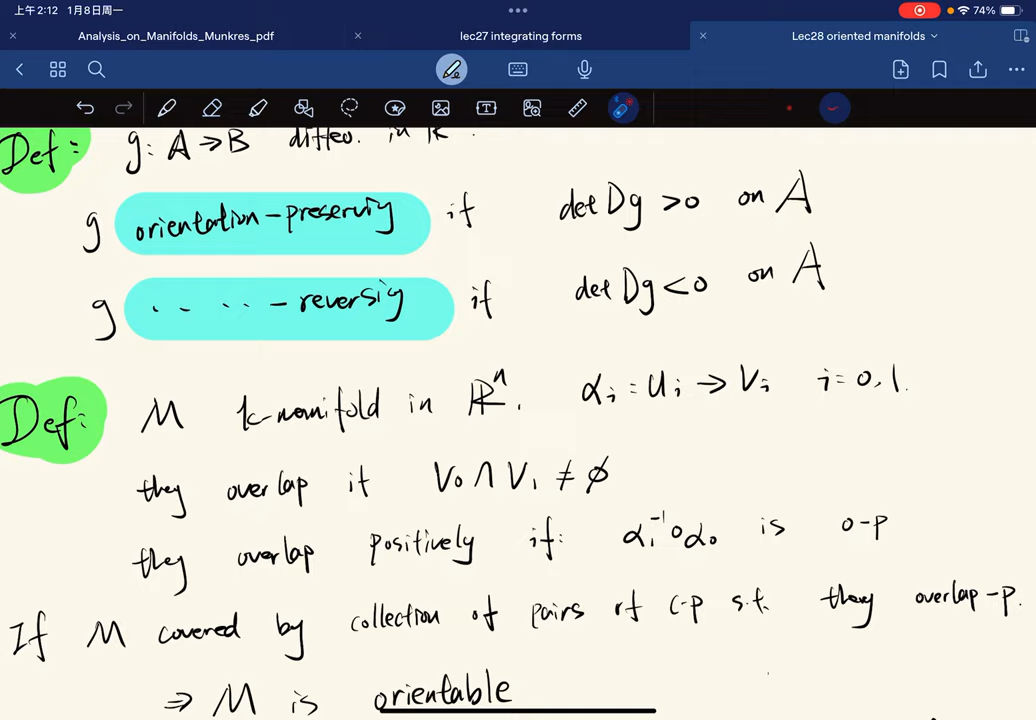 上午2:12 1月8日周一
74%
Analysis_on_Manifolds_Munkres_pdf
lec27 integrating forms
Lec28 oriented manifolds
Def: g: A → B diffeo. in R
g orientation-preservig if det Dg >0 on A
g ‥ ‥ -reversig if det Dg <0 on A
Def: M k-manifold in ℝⁿ. αᵢ = Uᵢ → Vᵢ i=0,1.
they overlap if V₀ ∩ V₁ ≠ ∅
they overlap positively if: α₁⁻¹∘α₀ is o-p
If M covered by collection of pairs of c-p s.t. they overlap-p.
⇒ M is orientable